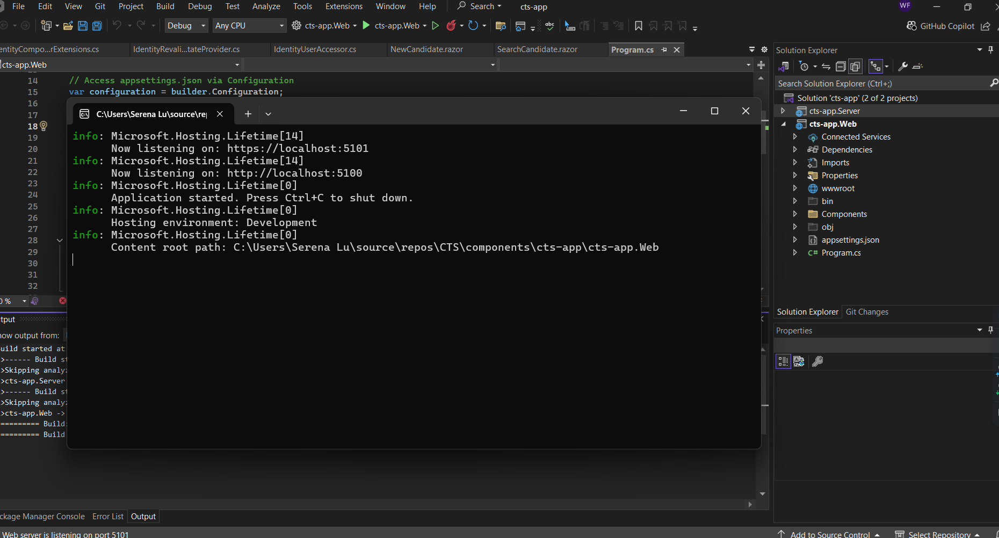 File Edit View Git Project Build Debug Test Analyze Tools Extensions Window Help Search cts-app WF
Debug Any CPU cts-app.Web cts-app.Web GitHub Copilot
entityCompo...rExtensions.cs IdentityRevali...tateProvider.cs IdentityUserAccessor.cs NewCandidate.razor SearchCandidate.razor Program.cs
cts-app.Web
14 // Access appsettings.json via Configuration
15 var configuration = builder.Configuration;
16
17
18
19
20
21
22
23
24
25
26
27
28
29
30
31
32
C:\Users\Serena Lu\source\re
info: Microsoft.Hosting.Lifetime[14]
Now listening on: https://localhost:5101
info: Microsoft.Hosting.Lifetime[14]
Now listening on: http://localhost:5100
info: Microsoft.Hosting.Lifetime[0]
Application started. Press Ctrl+C to shut down.
info: Microsoft.Hosting.Lifetime[0]
Hosting environment: Development
info: Microsoft.Hosting.Lifetime[0]
Content root path: C:\Users\Serena Lu\source\repos\CTS\components\cts-app\cts-app.Web
0 %
tput
how output from:
uild started at
>------ Build st
>Skipping analyz
>cts-app.Server
>------ Build st
>Skipping analyz
>cts-app.Web ->
========== Build:
========== Build
ckage Manager Console Error List Output
Web server is listening on port 5101
Solution Explorer
Search Solution Explorer (Ctrl+;)
Solution 'cts-app' (2 of 2 projects)
cts-app.Server
cts-app.Web
Connected Services
Dependencies
Imports
Properties
wwwroot
bin
Components
obj
appsettings.json
C# Program.cs
Solution Explorer Git Changes
Properties
Add to Source Control Select Repository